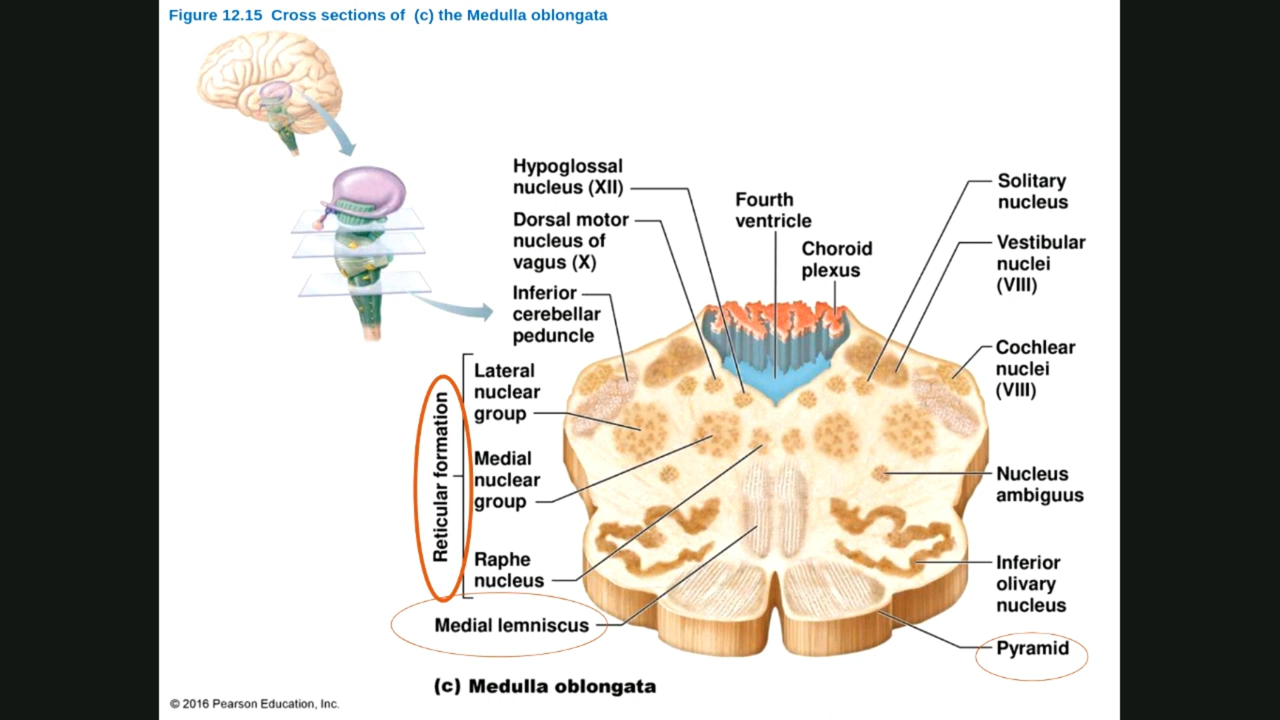 Figure 12.15  Cross sections of  (c) the Medulla oblongata
Hypoglossal
nucleus (XII)
Dorsal motor
nucleus of
vagus (X)
Inferior
cerebellar
peduncle
Fourth
ventricle
Choroid
plexus
Solitary
nucleus
Vestibular
nuclei
(VIII)
Cochlear
nuclei
(VIII)
Reticular formation
Lateral
nuclear
group
Medial
nuclear
group
Raphe
nucleus
Medial lemniscus
Nucleus
ambiguus
Inferior
olivary
nucleus
Pyramid
(c) Medulla oblongata
© 2016 Pearson Education, Inc.